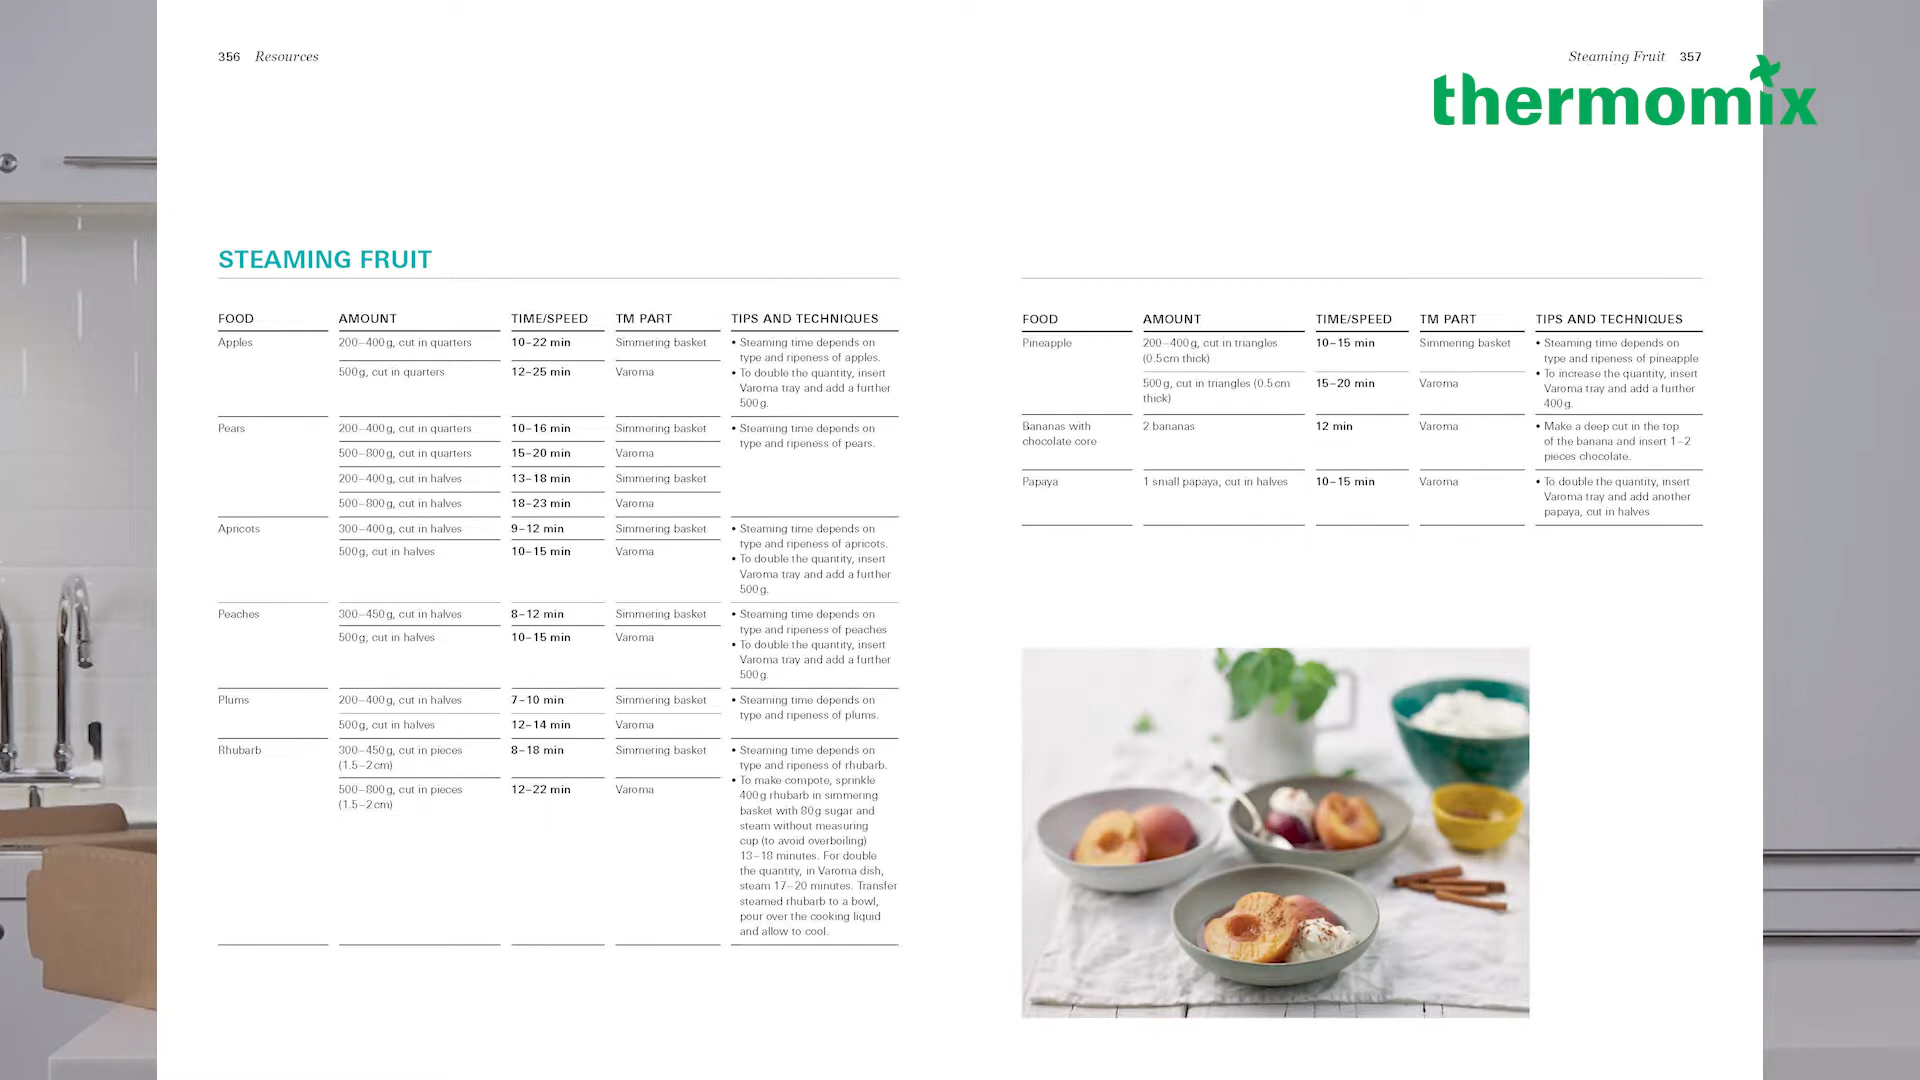 356 Resources
Steaming Fruit 357
thermomix
STEAMING FRUIT
FOOD AMOUNT TIME/SPEED TM PART TIPS AND TECHNIQUES
Apples 200–400g, cut in quarters 10–22 min Simmering basket • Steaming time depends on
type and ripeness of apples.
500g, cut in quarters 12–25 min Varoma • To double the quantity, insert
Varoma tray and add a further
500g.
Pears 200–400g, cut in quarters 10–16 min Simmering basket • Steaming time depends on
type and ripeness of pears.
500–800g, cut in quarters 15–20 min Varoma
200–400g, cut in halves 13–18 min Simmering basket
500–800g, cut in halves 18–23 min Varoma
Apricots 300–400g, cut in halves 9–12 min Simmering basket • Steaming time depends on
type and ripeness of apricots.
500g, cut in halves 10–15 min Varoma
• To double the quantity, insert
Varoma tray and add a further
500g.
Peaches 300–450g, cut in halves 8–12 min Simmering basket • Steaming time depends on
type and ripeness of peaches
500g, cut in halves 10–15 min Varoma
• To double the quantity, insert
Varoma tray and add a further
500g.
Plums 200–400g, cut in halves 7–10 min Simmering basket • Steaming time depends on
type and ripeness of plums.
500g, cut in halves 12–14 min Varoma
Rhubarb 300–450g, cut in pieces 8–18 min Simmering basket • Steaming time depends on
(1.5–2cm) type and ripeness of rhubarb.
• To make compote, sprinkle
500–800g, cut in pieces 12–22 min Varoma 400g rhubarb in simmering
(1.5–2cm) basket with 80g sugar and
steam without measuring
cup (to avoid overboiling)
13–18 minutes. For double
the quantity, in Varoma dish,
steam 17–20 minutes. Transfer
steamed rhubarb to a bowl,
pour over the cooking liquid
and allow to cool.
FOOD AMOUNT TIME/SPEED TM PART TIPS AND TECHNIQUES
Pineapple 200–400g, cut in triangles 10–15 min Simmering basket • Steaming time depends on
(0.5cm thick) type and ripeness of pineapple
• To increase the quantity, insert
500g, cut in triangles (0.5cm 15–20 min Varoma Varoma tray and add a further
thick) 400g.
Bananas with 2 bananas 12 min Varoma • Make a deep cut in the top
chocolate core of the banana and insert 1–2
pieces chocolate.
Papaya 1 small papaya, cut in halves 10–15 min Varoma • To double the quantity, insert
Varoma tray and add another
papaya, cut in halves